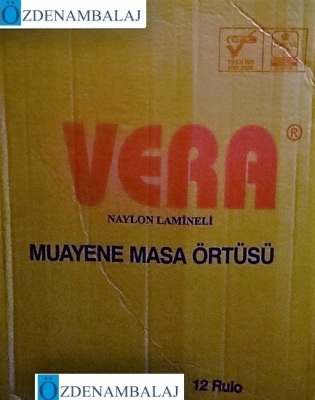 ÖZDENAMBALAJ
VERA®
NAYLON LAMİNELİ
MUAYENE MASA ÖRTÜSÜ
12 Rulo
ÖZDENAMBALAJ